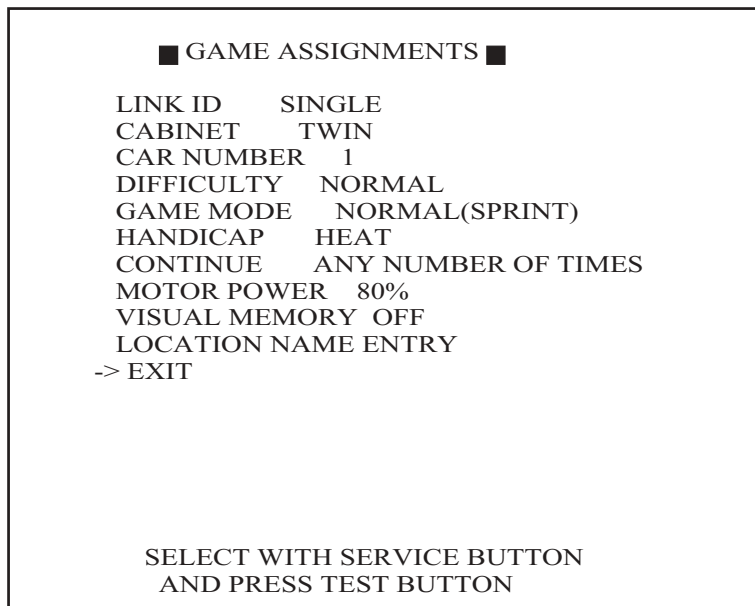 ■ GAME ASSIGNMENTS ■
LINK ID SINGLE
CABINET TWIN
CAR NUMBER 1
DIFFICULTY NORMAL
GAME MODE NORMAL(SPRINT)
HANDICAP HEAT
CONTINUE ANY NUMBER OF TIMES
MOTOR POWER 80%
VISUAL MEMORY OFF
LOCATION NAME ENTRY
-> EXIT
SELECT WITH SERVICE BUTTON
AND PRESS TEST BUTTON